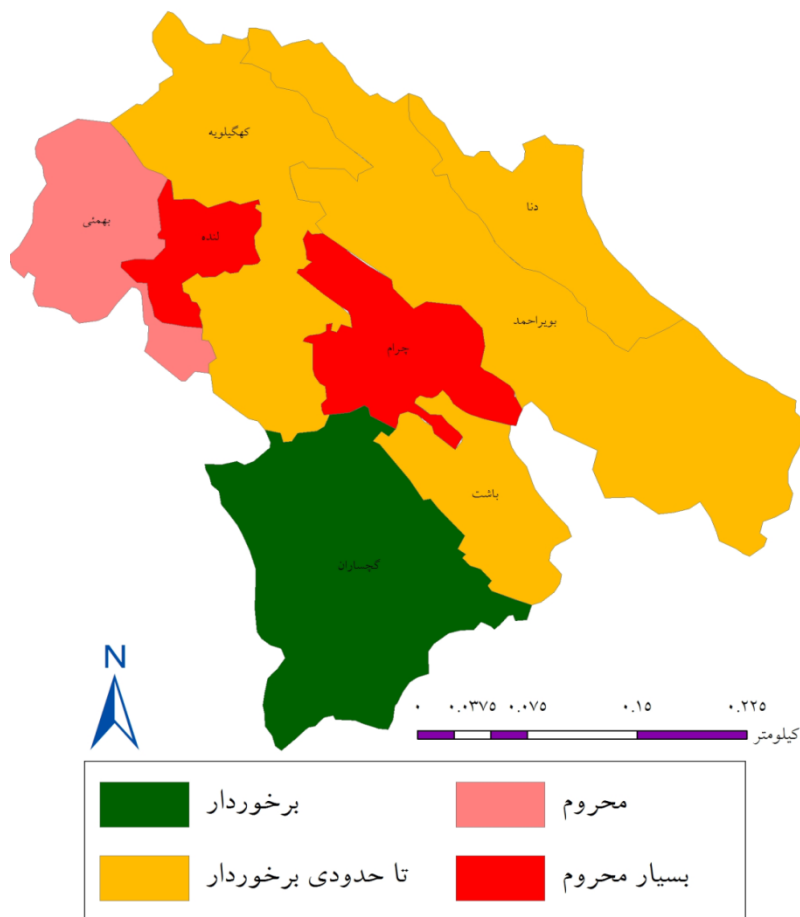 کهگیلویه
دنا
بهمئی
لنده
بویراحمد
چرام
باشت
گچساران
N
۰ ۰.۰۳۷۵ ۰.۰۷۵ ۰.۱۵ ۰.۲۲۵
کیلومتر
برخوردار محروم
تا حدودی برخوردار بسیار محروم